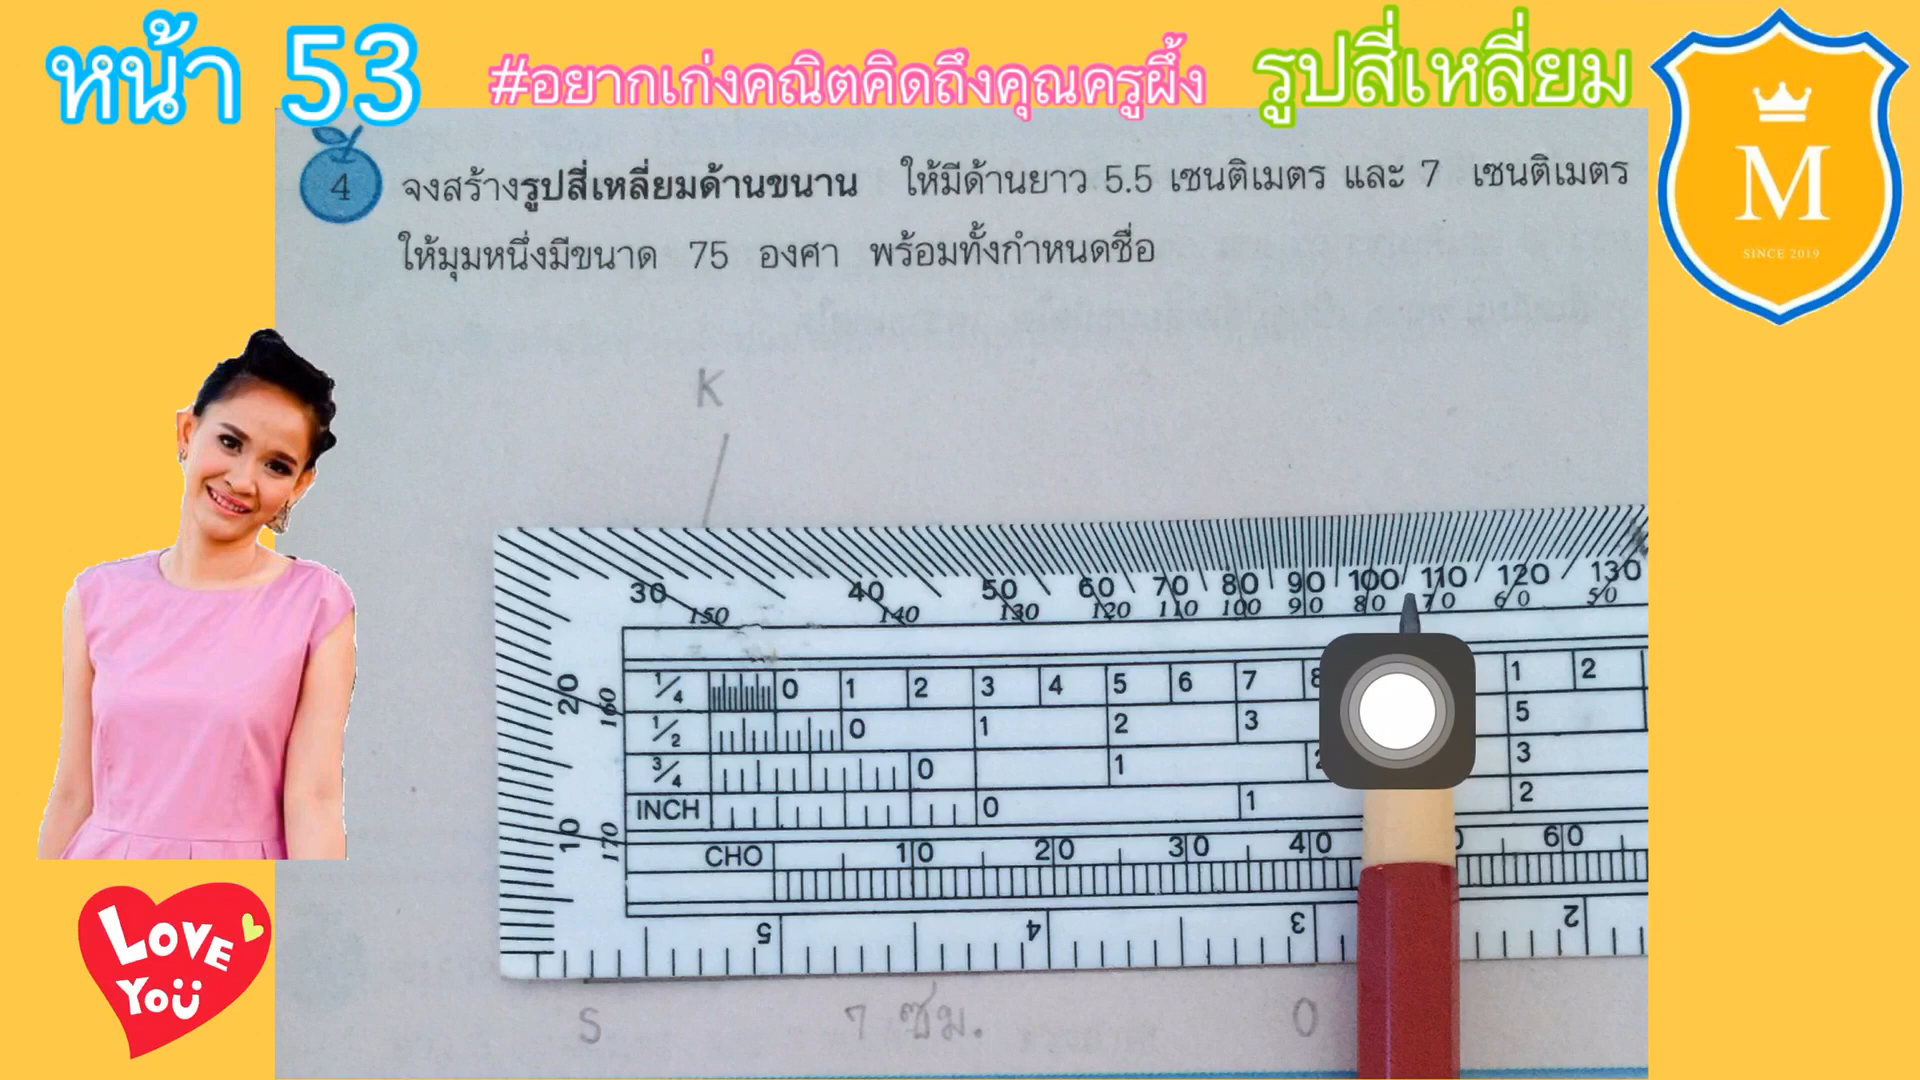 หน้า 53
#อยากเก่งคณิตคิดถึงคุณครูผึ้ง
รูปสี่เหลี่ยม
M
SINCE 2019
4 จงสร้างรูปสี่เหลี่ยมด้านขนาน ให้มีด้านยาว 5.5 เซนติเมตร และ 7 เซนติเมตร
ให้มุมหนึ่งมีขนาด 75 องศา พร้อมทั้งกำหนดชื่อ
K
30 40 50 60 70 80 90 100 110 120 130
150 140 130 120 110 100 90 80 70 60 50
20 160
1/4 0 1 2 3 4 5 6 7 1 2
1/2 0 1 2 3 5
3/4 0 1 3
INCH 0 1 2
10 170
CHO 10 20 30 40 60
5 4 3 2
S 7 ซม. O
LOVE
YOU